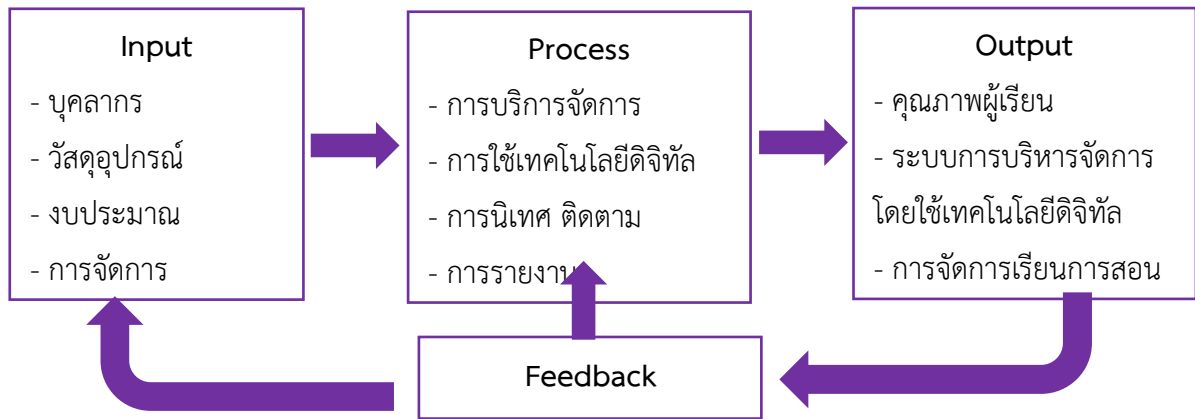 Input
- บุคลากร
- วัสดุอุปกรณ์
- งบประมาณ
- การจัดการ
Process
- การบริการจัดการ
- การใช้เทคโนโลยีดิจิทัล
- การนิเทศ ติดตาม
- การรายงาน
Output
- คุณภาพผู้เรียน
- ระบบการบริหารจัดการ
โดยใช้เทคโนโลยีดิจิทัล
- การจัดการเรียนการสอน
Feedback